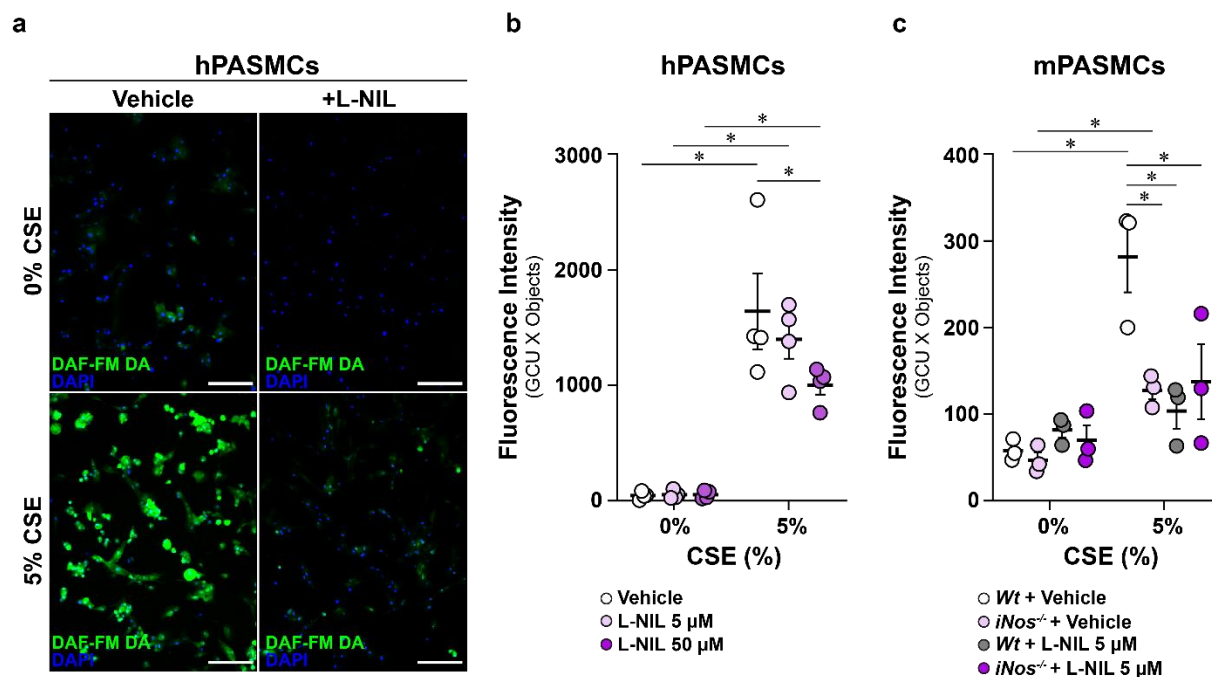 a
hPASMCs
Vehicle
+L-NIL
0% CSE
DAF-FM DA
DAPI
DAF-FM DA
DAPI
5% CSE
DAF-FM DA
DAPI
DAF-FM DA
DAPI
b
hPASMCs
*
*
*
*
Fluorescence Intensity
(GCU X Objects)
3000
2000
1000
0
0%
5%
CSE (%)
Vehicle
L-NIL 5 µM
L-NIL 50 µM
c
mPASMCs
*
*
*
*
*
Fluorescence Intensity
(GCU X Objects)
400
300
200
100
0
0%
5%
CSE (%)
Wt + Vehicle
iNos-/- + Vehicle
Wt + L-NIL 5 µM
iNos-/- + L-NIL 5 µM